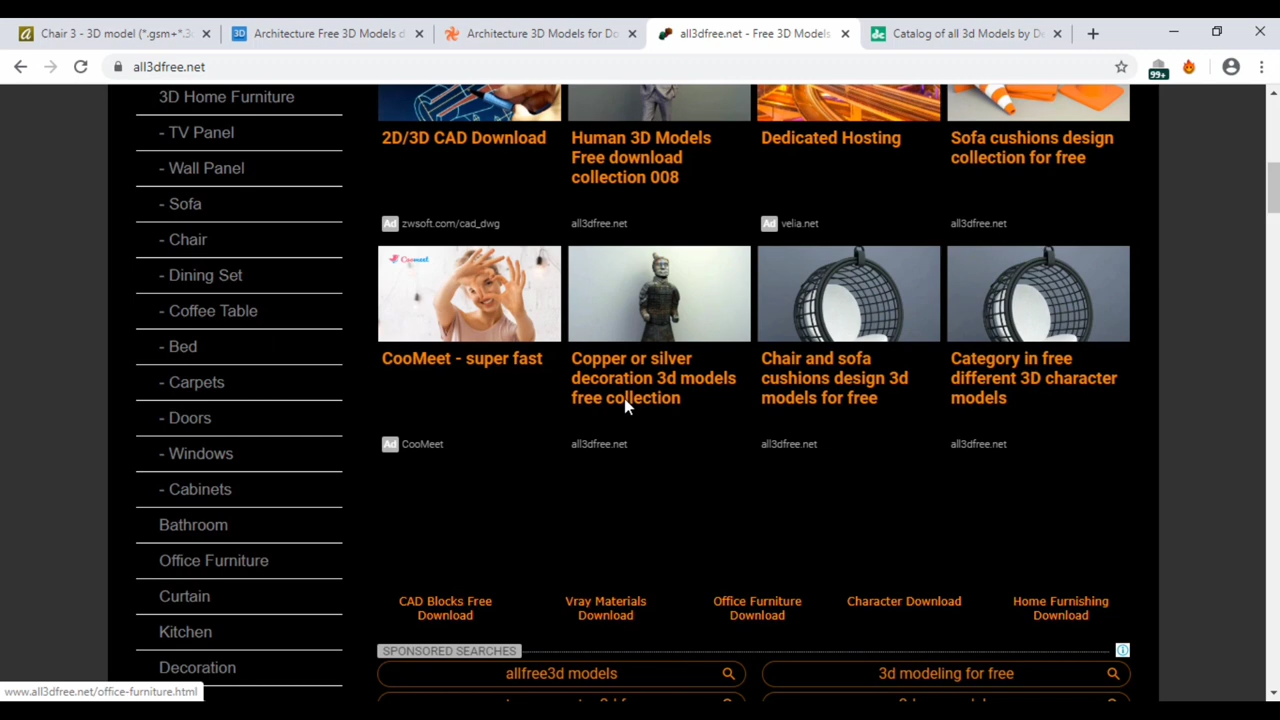 Chair 3 - 3D model (*.gsm+*.3
Architecture Free 3D Models d
Architecture 3D Models for Do
all3dfree.net - Free 3D Models
dc
Catalog of all 3d Models by De
all3dfree.net
99+
3D Home Furniture
- TV Panel
- Wall Panel
- Sofa
- Chair
- Dining Set
- Coffee Table
- Bed
- Carpets
- Doors
- Windows
- Cabinets
Bathroom
Office Furniture
Curtain
Kitchen
Decoration
2D/3D CAD Download
Ad zwsoft.com/cad_dwg
Human 3D Models
Free download
collection 008
all3dfree.net
Dedicated Hosting
Ad velia.net
Sofa cushions design
collection for free
all3dfree.net
Coomeet
CooMeet - super fast
Ad CooMeet
Copper or silver
decoration 3d models
free collection
all3dfree.net
Chair and sofa
cushions design 3d
models for free
all3dfree.net
Category in free
different 3D character
models
all3dfree.net
CAD Blocks Free
Download
Vray Materials
Download
Office Furniture
Download
Character Download
Home Furnishing
Download
SPONSORED SEARCHES
allfree3d models
3d modeling for free
www.all3dfree.net/office-furniture.html